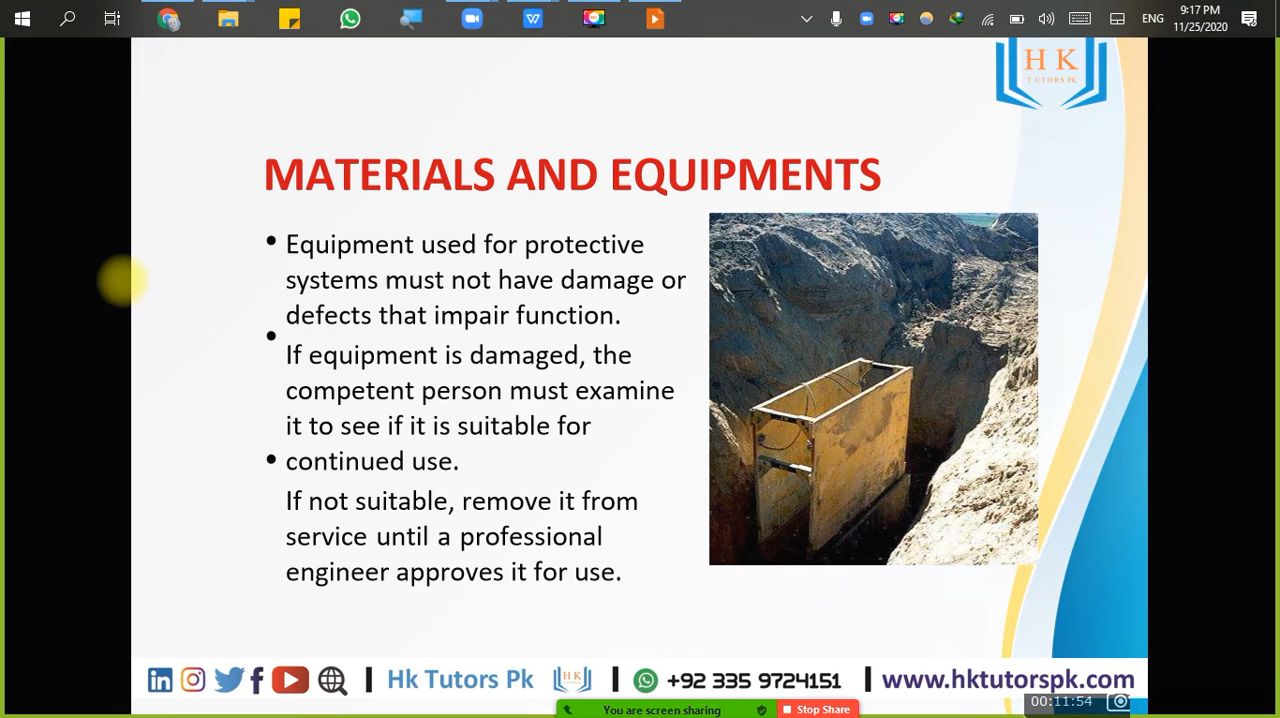 ENG
9:17 PM
11/25/2020
H K
TUTORS PK
MATERIALS AND EQUIPMENTS
• Equipment used for protective
systems must not have damage or
defects that impair function.
•
If equipment is damaged, the
competent person must examine
it to see if it is suitable for
• continued use.
If not suitable, remove it from
service until a professional
engineer approves it for use.
Hk Tutors Pk
H K
+92 335 9724151
www.hktutorspk.com
You are screen sharing
Stop Share
00:11:54